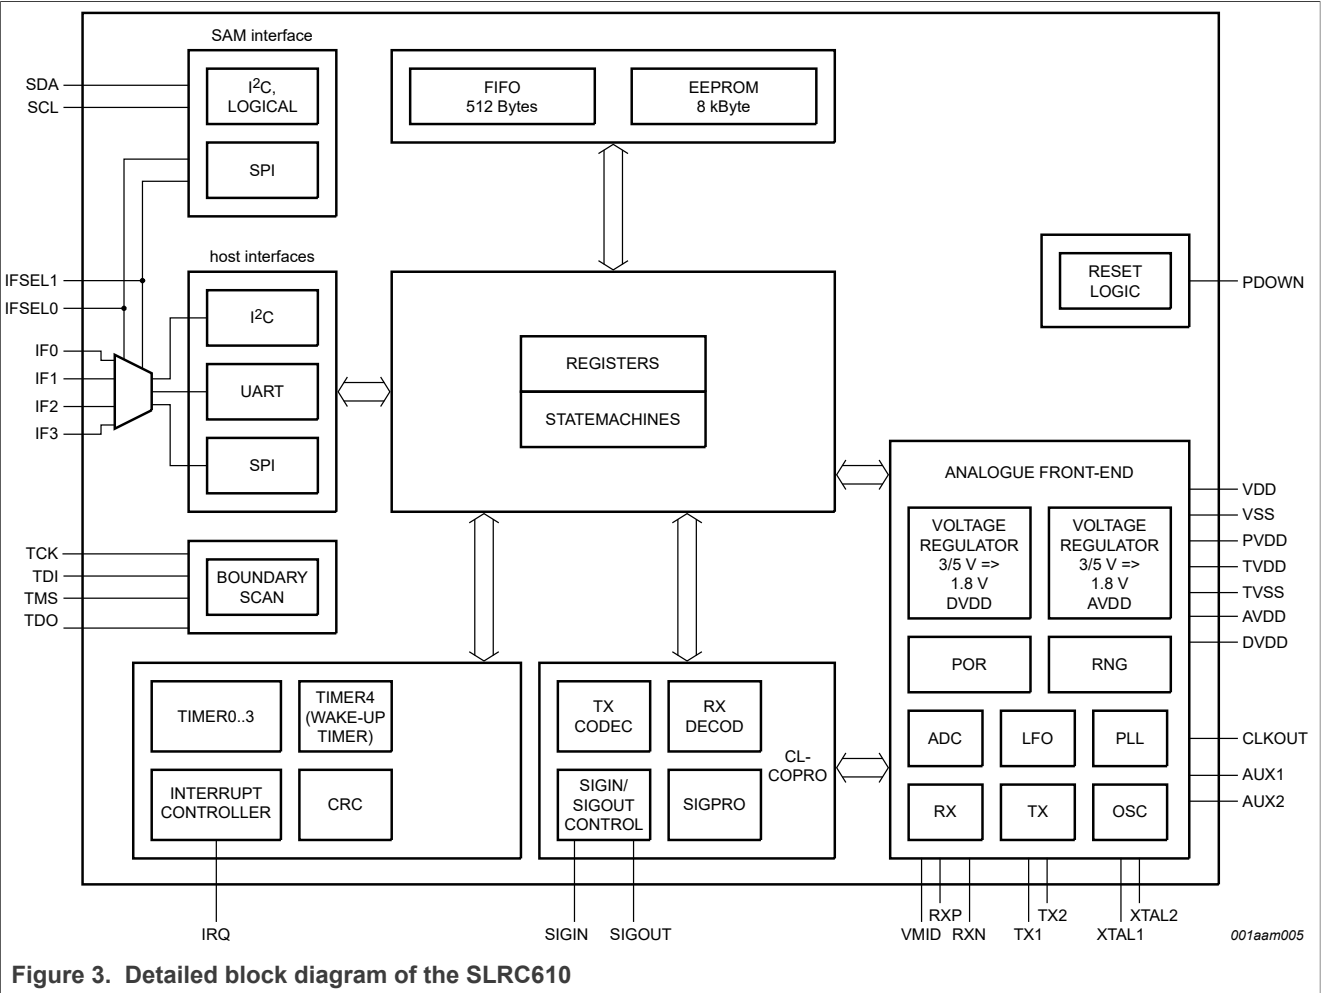 SAM interface
SDA
SCL
I2C,
LOGICAL
SPI
FIFO
512 Bytes
EEPROM
8 kByte
RESET
LOGIC
PDOWN
host interfaces
IFSEL1
IFSEL0
IF0
IF1
IF2
IF3
I2C
UART
SPI
REGISTERS
STATEMACHINES
TCK
TDI
TMS
TDO
BOUNDARY
SCAN
ANALOGUE FRONT-END
VOLTAGE
REGULATOR
3/5 V =>
1.8 V
DVDD
VOLTAGE
REGULATOR
3/5 V =>
1.8 V
AVDD
POR
RNG
ADC
LFO
PLL
RX
TX
OSC
VDD
VSS
PVDD
TVDD
TVSS
AVDD
DVDD
CLKOUT
AUX1
AUX2
TIMER0..3
TIMER4
(WAKE-UP
TIMER)
INTERRUPT
CONTROLLER
CRC
TX
CODEC
RX
DECOD
CL-
COPRO
SIGIN/
SIGOUT
CONTROL
SIGPRO
IRQ
SIGIN
SIGOUT
VMID
RXP
RXN
TX1
TX2
XTAL1
XTAL2
001aam005
Figure 3. Detailed block diagram of the SLRC610